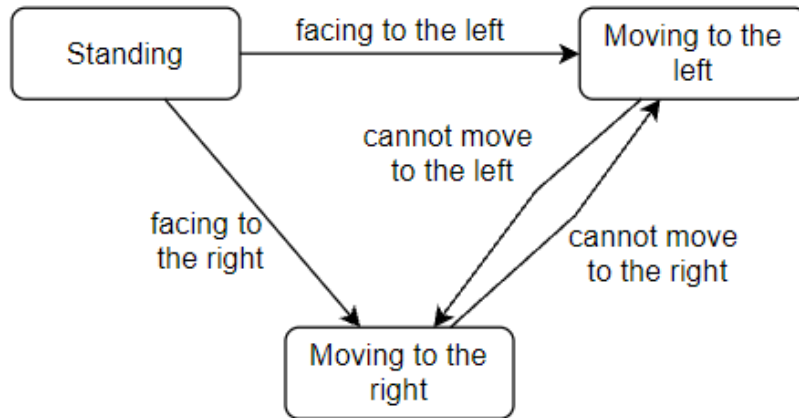 facing to the left
Standing
Moving to the
left
cannot move
to the left
facing to
the right
cannot move
to the right
Moving to the
right